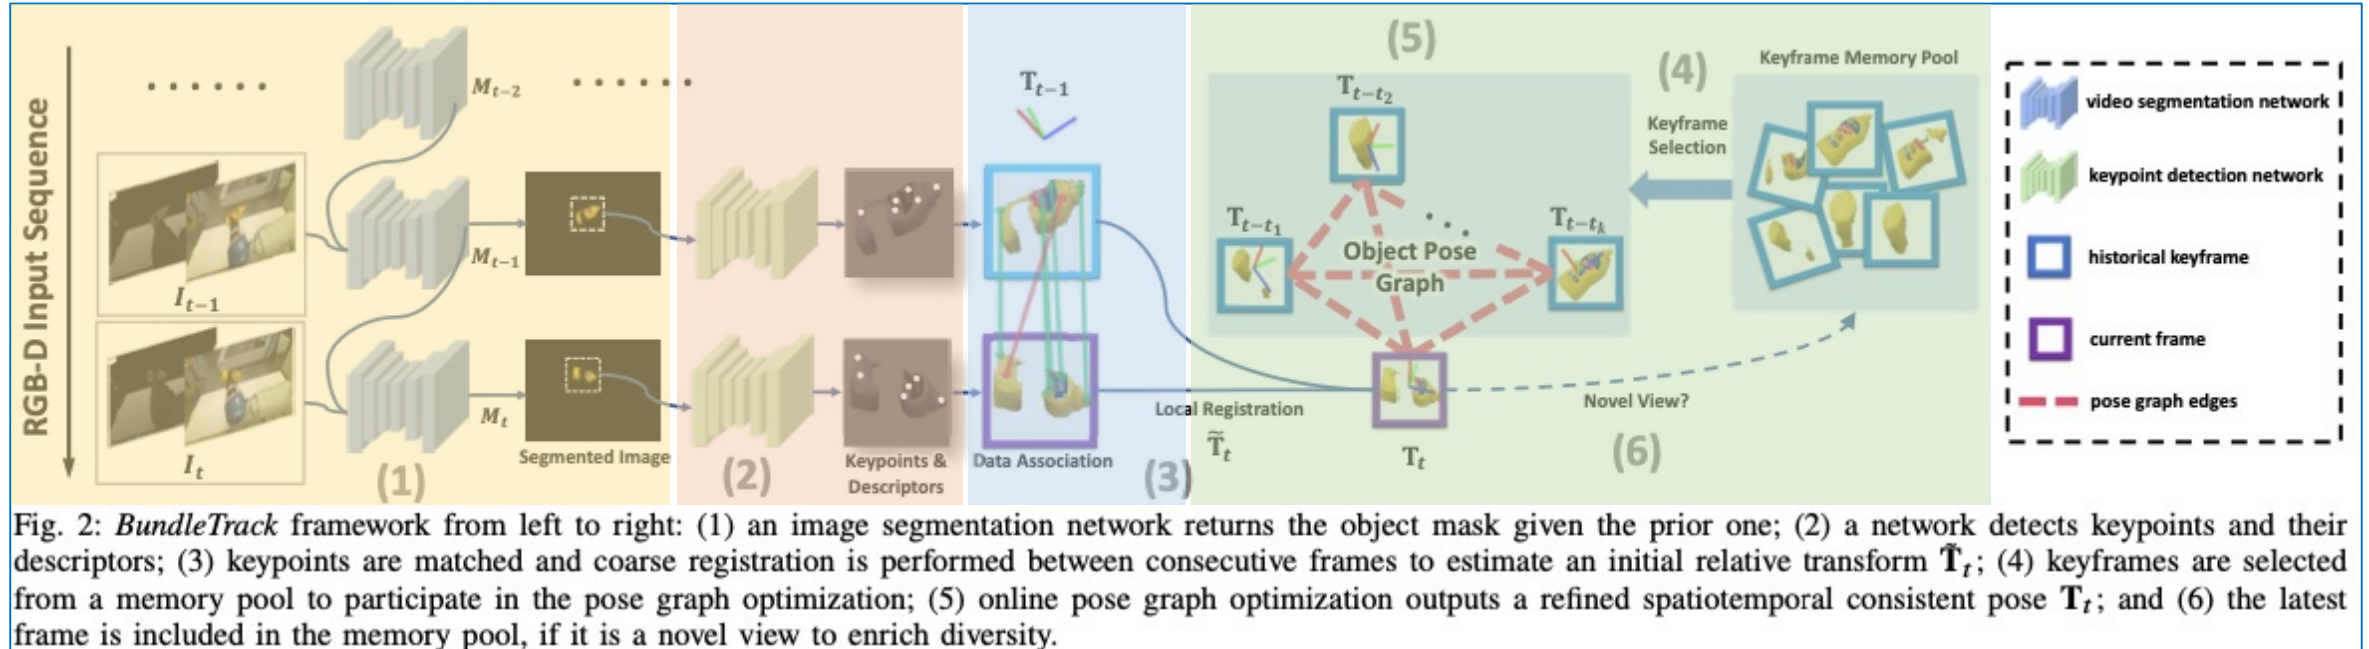 RGB-D Input Sequence
......
M_{t-2}
......
I_{t-1}
M_{t-1}
I_t
M_t
Segmented Image
(1)
(2)
Keypoints &
Descriptors
T_{t-1}
Data Association
(3)
Local Registration
T̃_t
(5)
T_{t-t_2}
T_{t-t_1}
T_{t-t_k}
Object Pose
Graph
T_t
(4)
Keyframe
Selection
Keyframe Memory Pool
Novel View?
(6)
video segmentation network
keypoint detection network
historical keyframe
current frame
pose graph edges
Fig. 2: BundleTrack framework from left to right: (1) an image segmentation network returns the object mask given the prior one; (2) a network detects keypoints and their
descriptors; (3) keypoints are matched and coarse registration is performed between consecutive frames to estimate an initial relative transform T̃_t; (4) keyframes are selected
from a memory pool to participate in the pose graph optimization; (5) online pose graph optimization outputs a refined spatiotemporal consistent pose T_t; and (6) the latest
frame is included in the memory pool, if it is a novel view to enrich diversity.